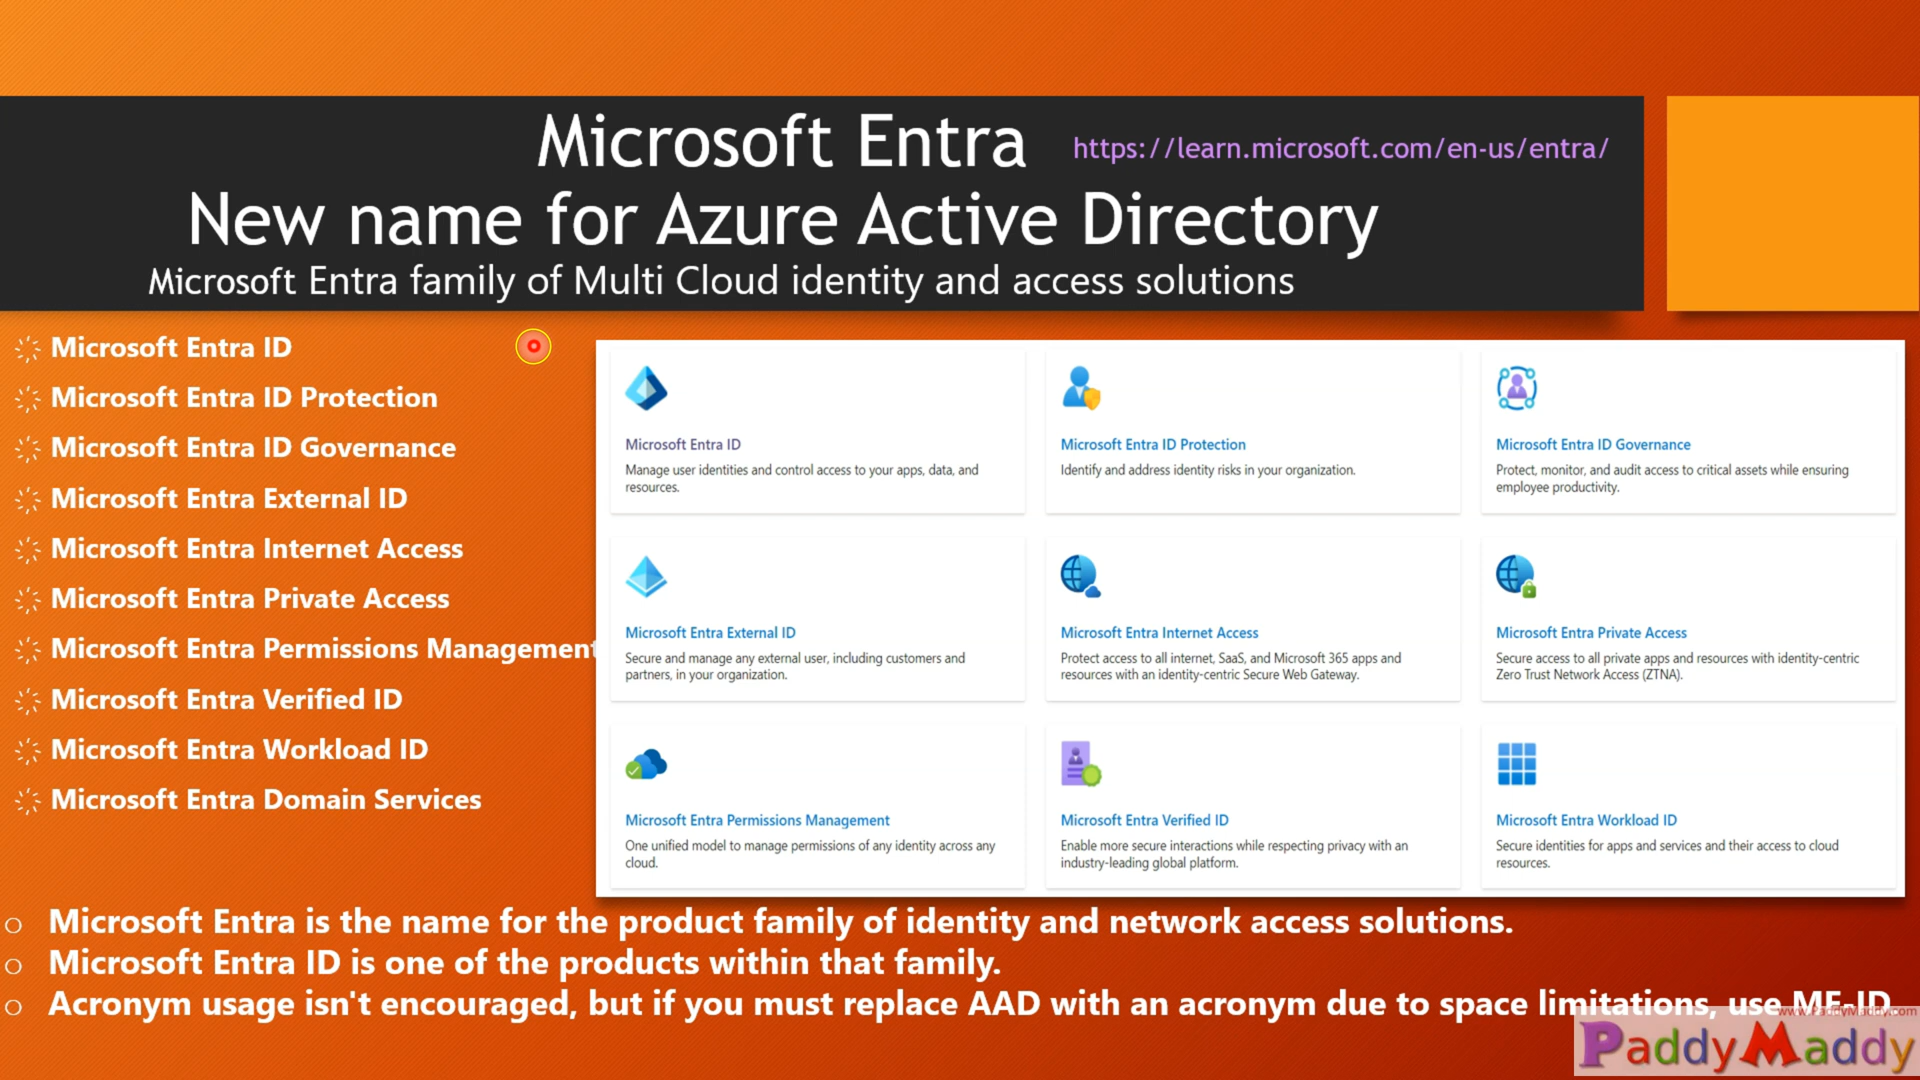 Microsoft Entra https://learn.microsoft.com/en-us/entra/
New name for Azure Active Directory
Microsoft Entra family of Multi Cloud identity and access solutions
Microsoft Entra ID
Microsoft Entra ID Protection
Microsoft Entra ID Governance
Microsoft Entra External ID
Microsoft Entra Internet Access
Microsoft Entra Private Access
Microsoft Entra Permissions Management
Microsoft Entra Verified ID
Microsoft Entra Workload ID
Microsoft Entra Domain Services
Microsoft Entra ID
Manage user identities and control access to your apps, data, and
resources.
Microsoft Entra ID Protection
Identify and address identity risks in your organization.
Microsoft Entra ID Governance
Protect, monitor, and audit access to critical assets while ensuring
employee productivity.
Microsoft Entra External ID
Secure and manage any external user, including customers and
partners, in your organization.
Microsoft Entra Internet Access
Protect access to all internet, SaaS, and Microsoft 365 apps and
resources with an identity-centric Secure Web Gateway.
Microsoft Entra Private Access
Secure access to all private apps and resources with identity-centric
Zero Trust Network Access (ZTNA).
Microsoft Entra Permissions Management
One unified model to manage permissions of any identity across any
cloud.
Microsoft Entra Verified ID
Enable more secure interactions while respecting privacy with an
industry-leading global platform.
Microsoft Entra Workload ID
Secure identities for apps and services and their access to cloud
resources.
Microsoft Entra is the name for the product family of identity and network access solutions.
Microsoft Entra ID is one of the products within that family.
Acronym usage isn't encouraged, but if you must replace AAD with an acronym due to space limitations, use ME-ID
www.PaddyMaddy.com
PaddyMaddy